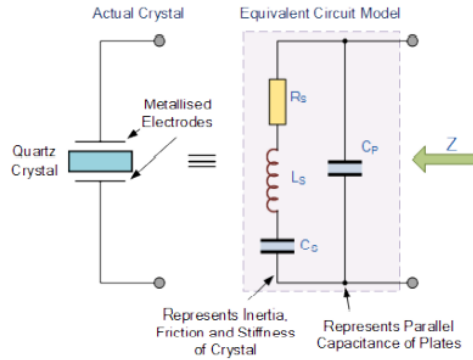 Actual Crystal
Equivalent Circuit Model
Metallised
Electrodes
Quartz
Crystal
RS
LS
CS
CP
Z
Represents Inertia,
Friction and Stiffness
of Crystal
Represents Parallel
Capacitance of Plates